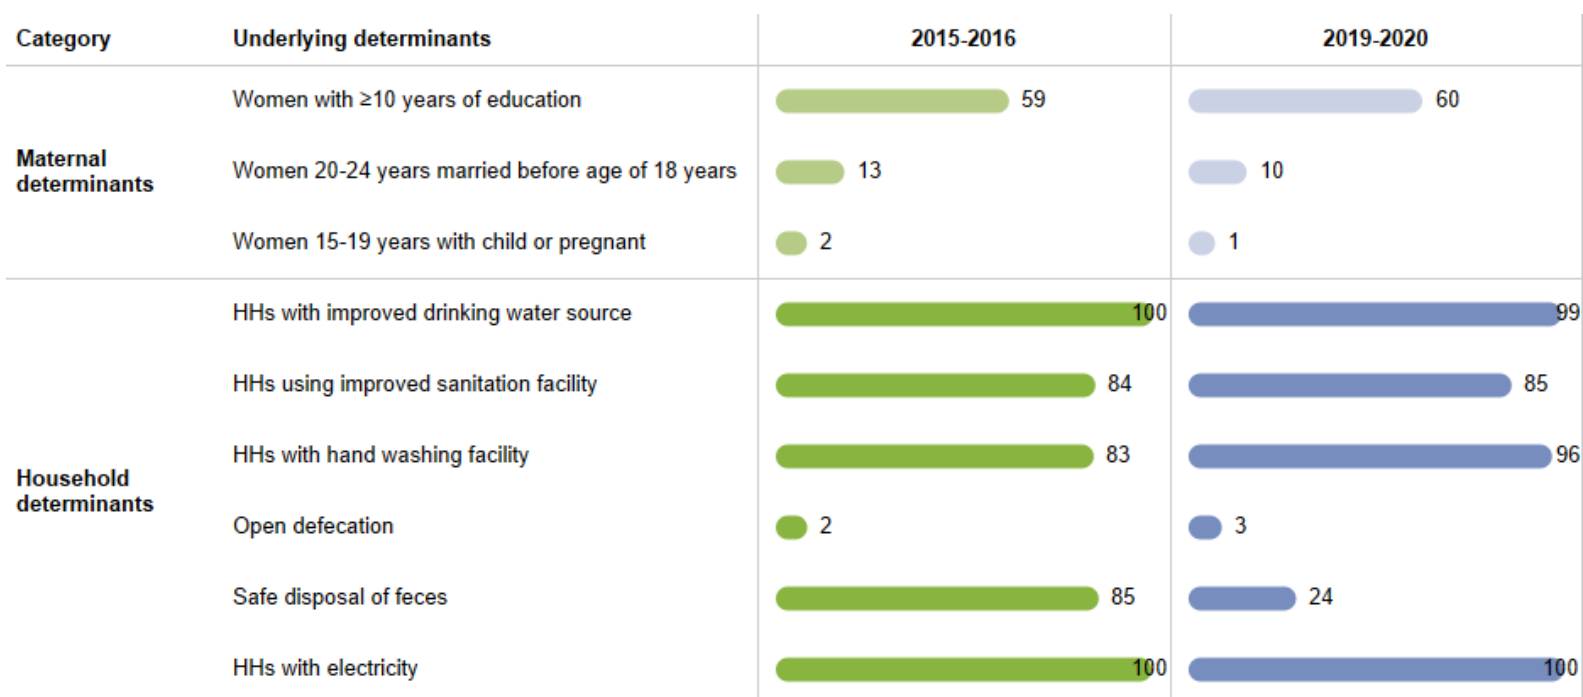 Category Underlying determinants 2015-2016 2019-2020
Women with ≥10 years of education 59 60
Maternal
determinants
Women 20-24 years married before age of 18 years 13 10
Women 15-19 years with child or pregnant 2 1
HHs with improved drinking water source 100 99
HHs using improved sanitation facility 84 85
HHs with hand washing facility 83 96
Household
determinants
Open defecation 2 3
Safe disposal of feces 85 24
HHs with electricity 100 100